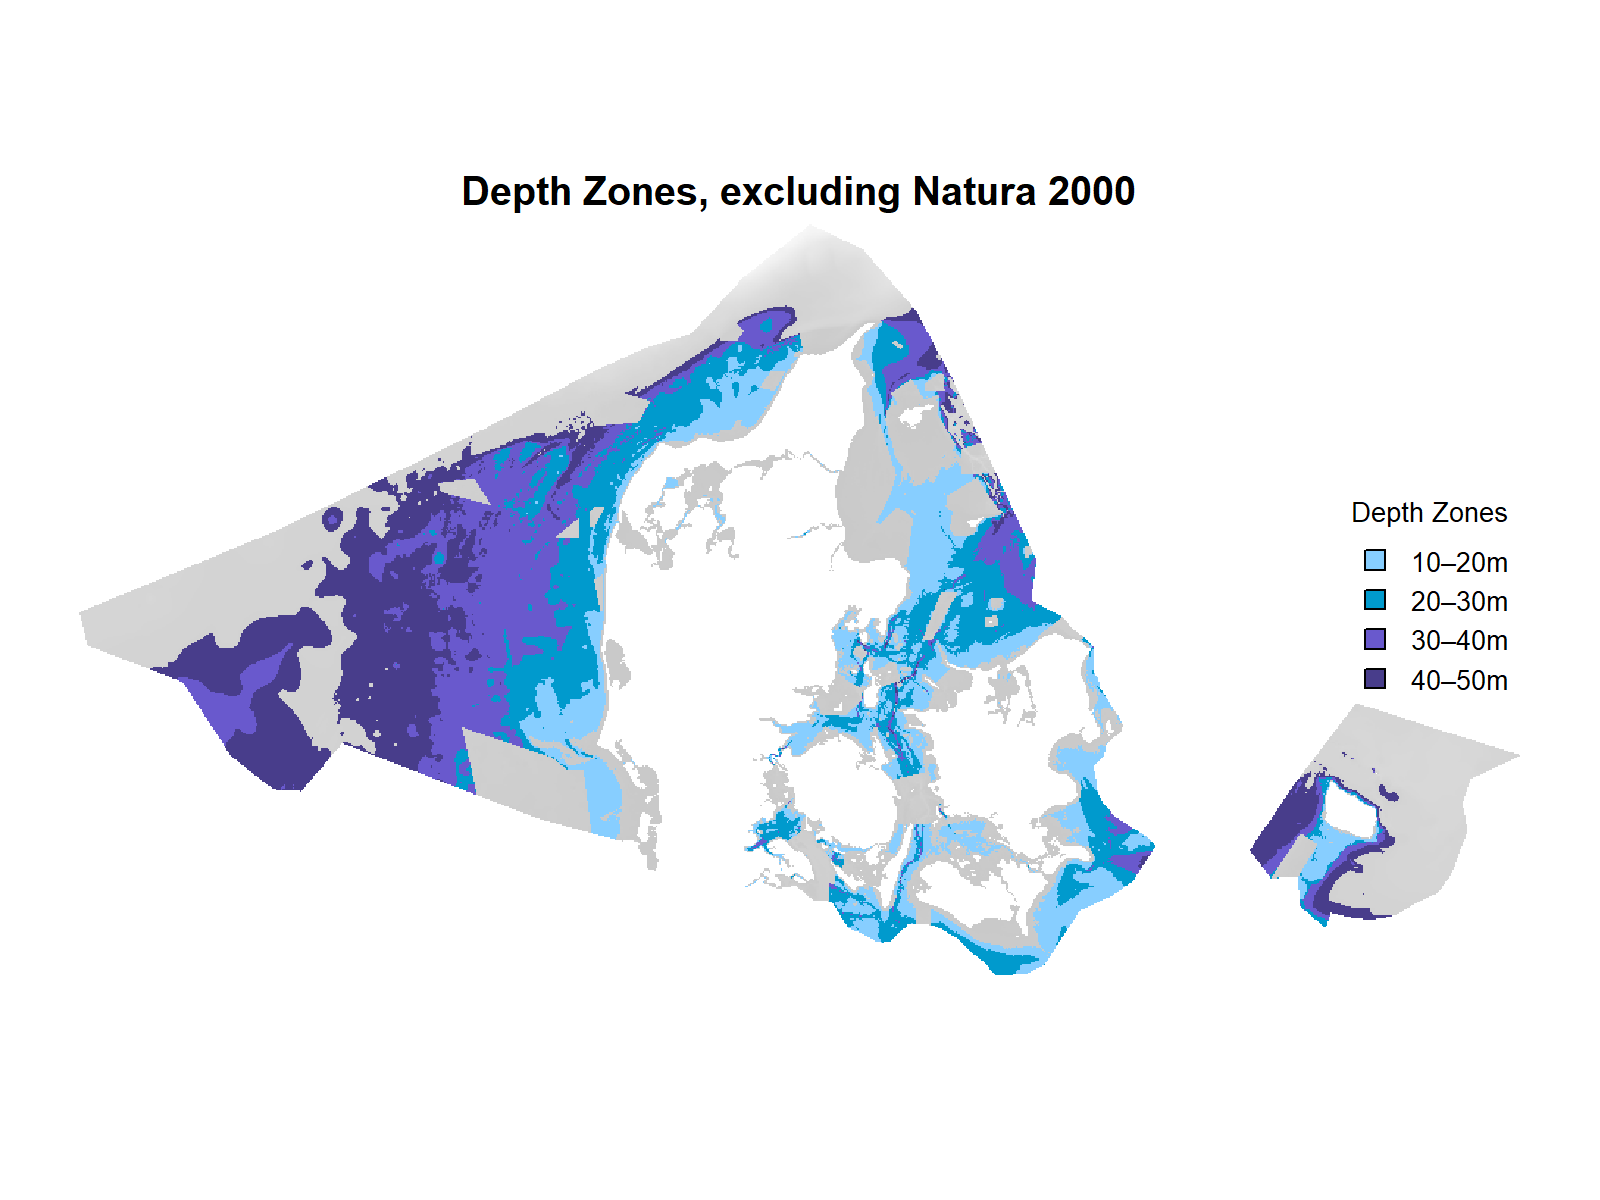 Depth Zones, excluding Natura 2000
Depth Zones
10–20m
20–30m
30–40m
40–50m